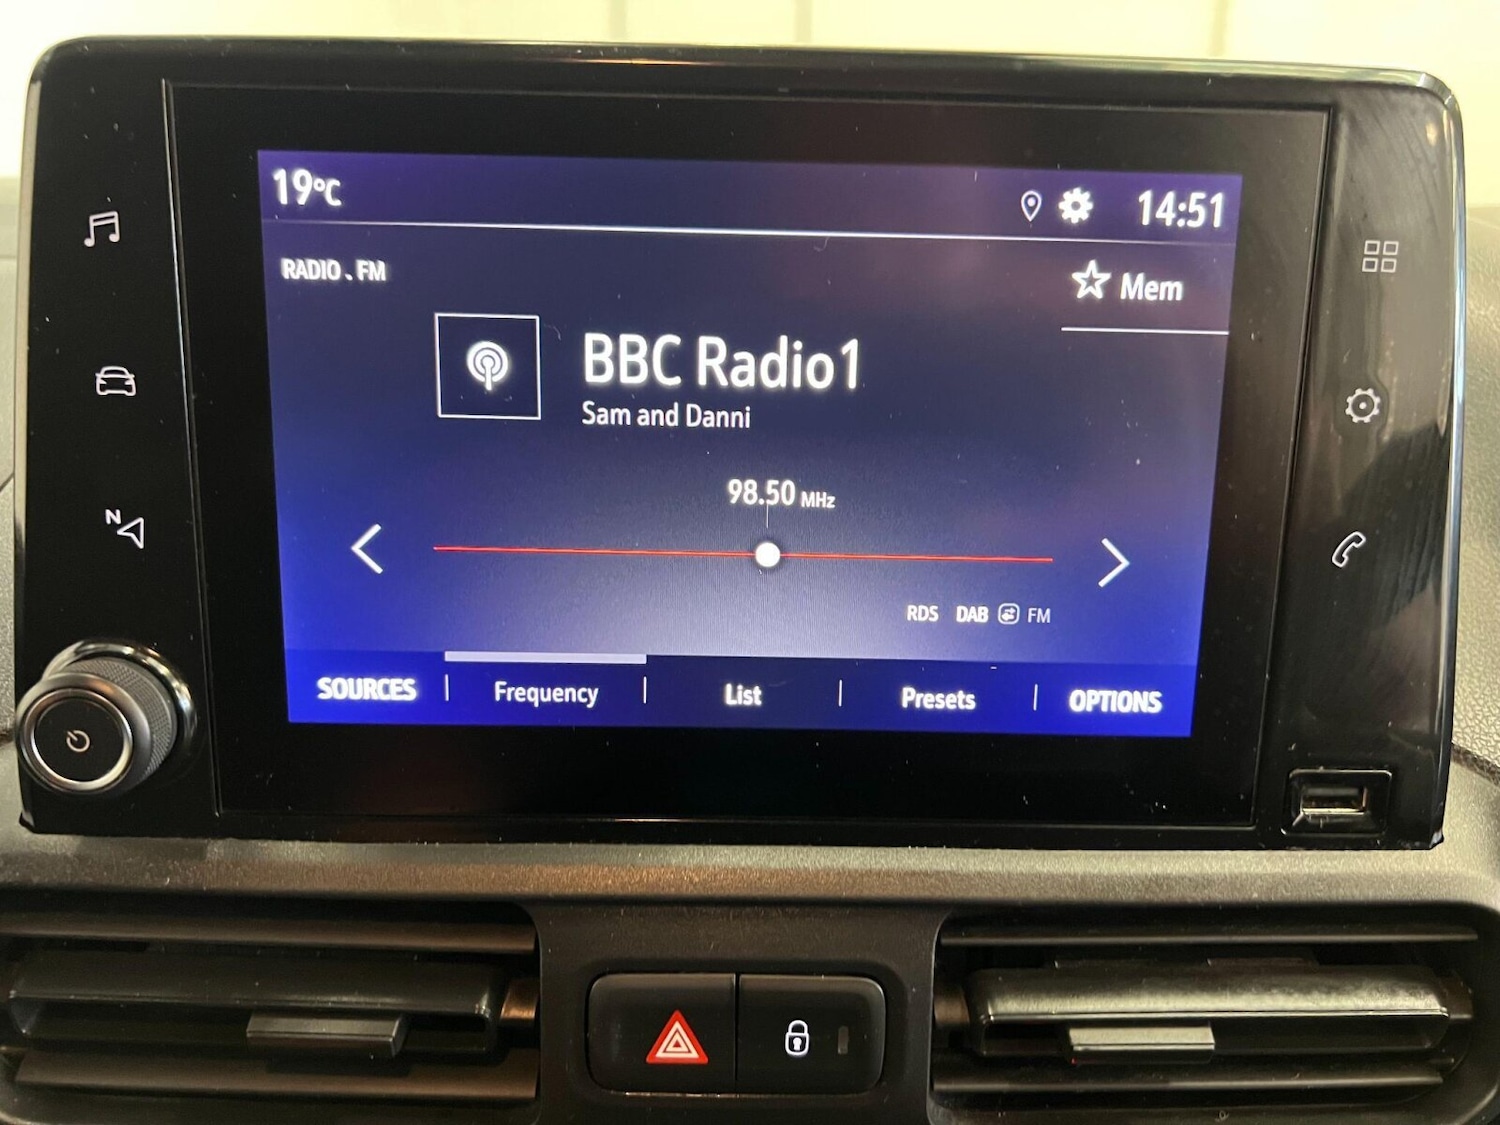 19°C
14:51
RADIO . FM
Mem
BBC Radio1
Sam and Danni
98.50 MHz
N
RDS DAB FM
SOURCES Frequency List Presets OPTIONS